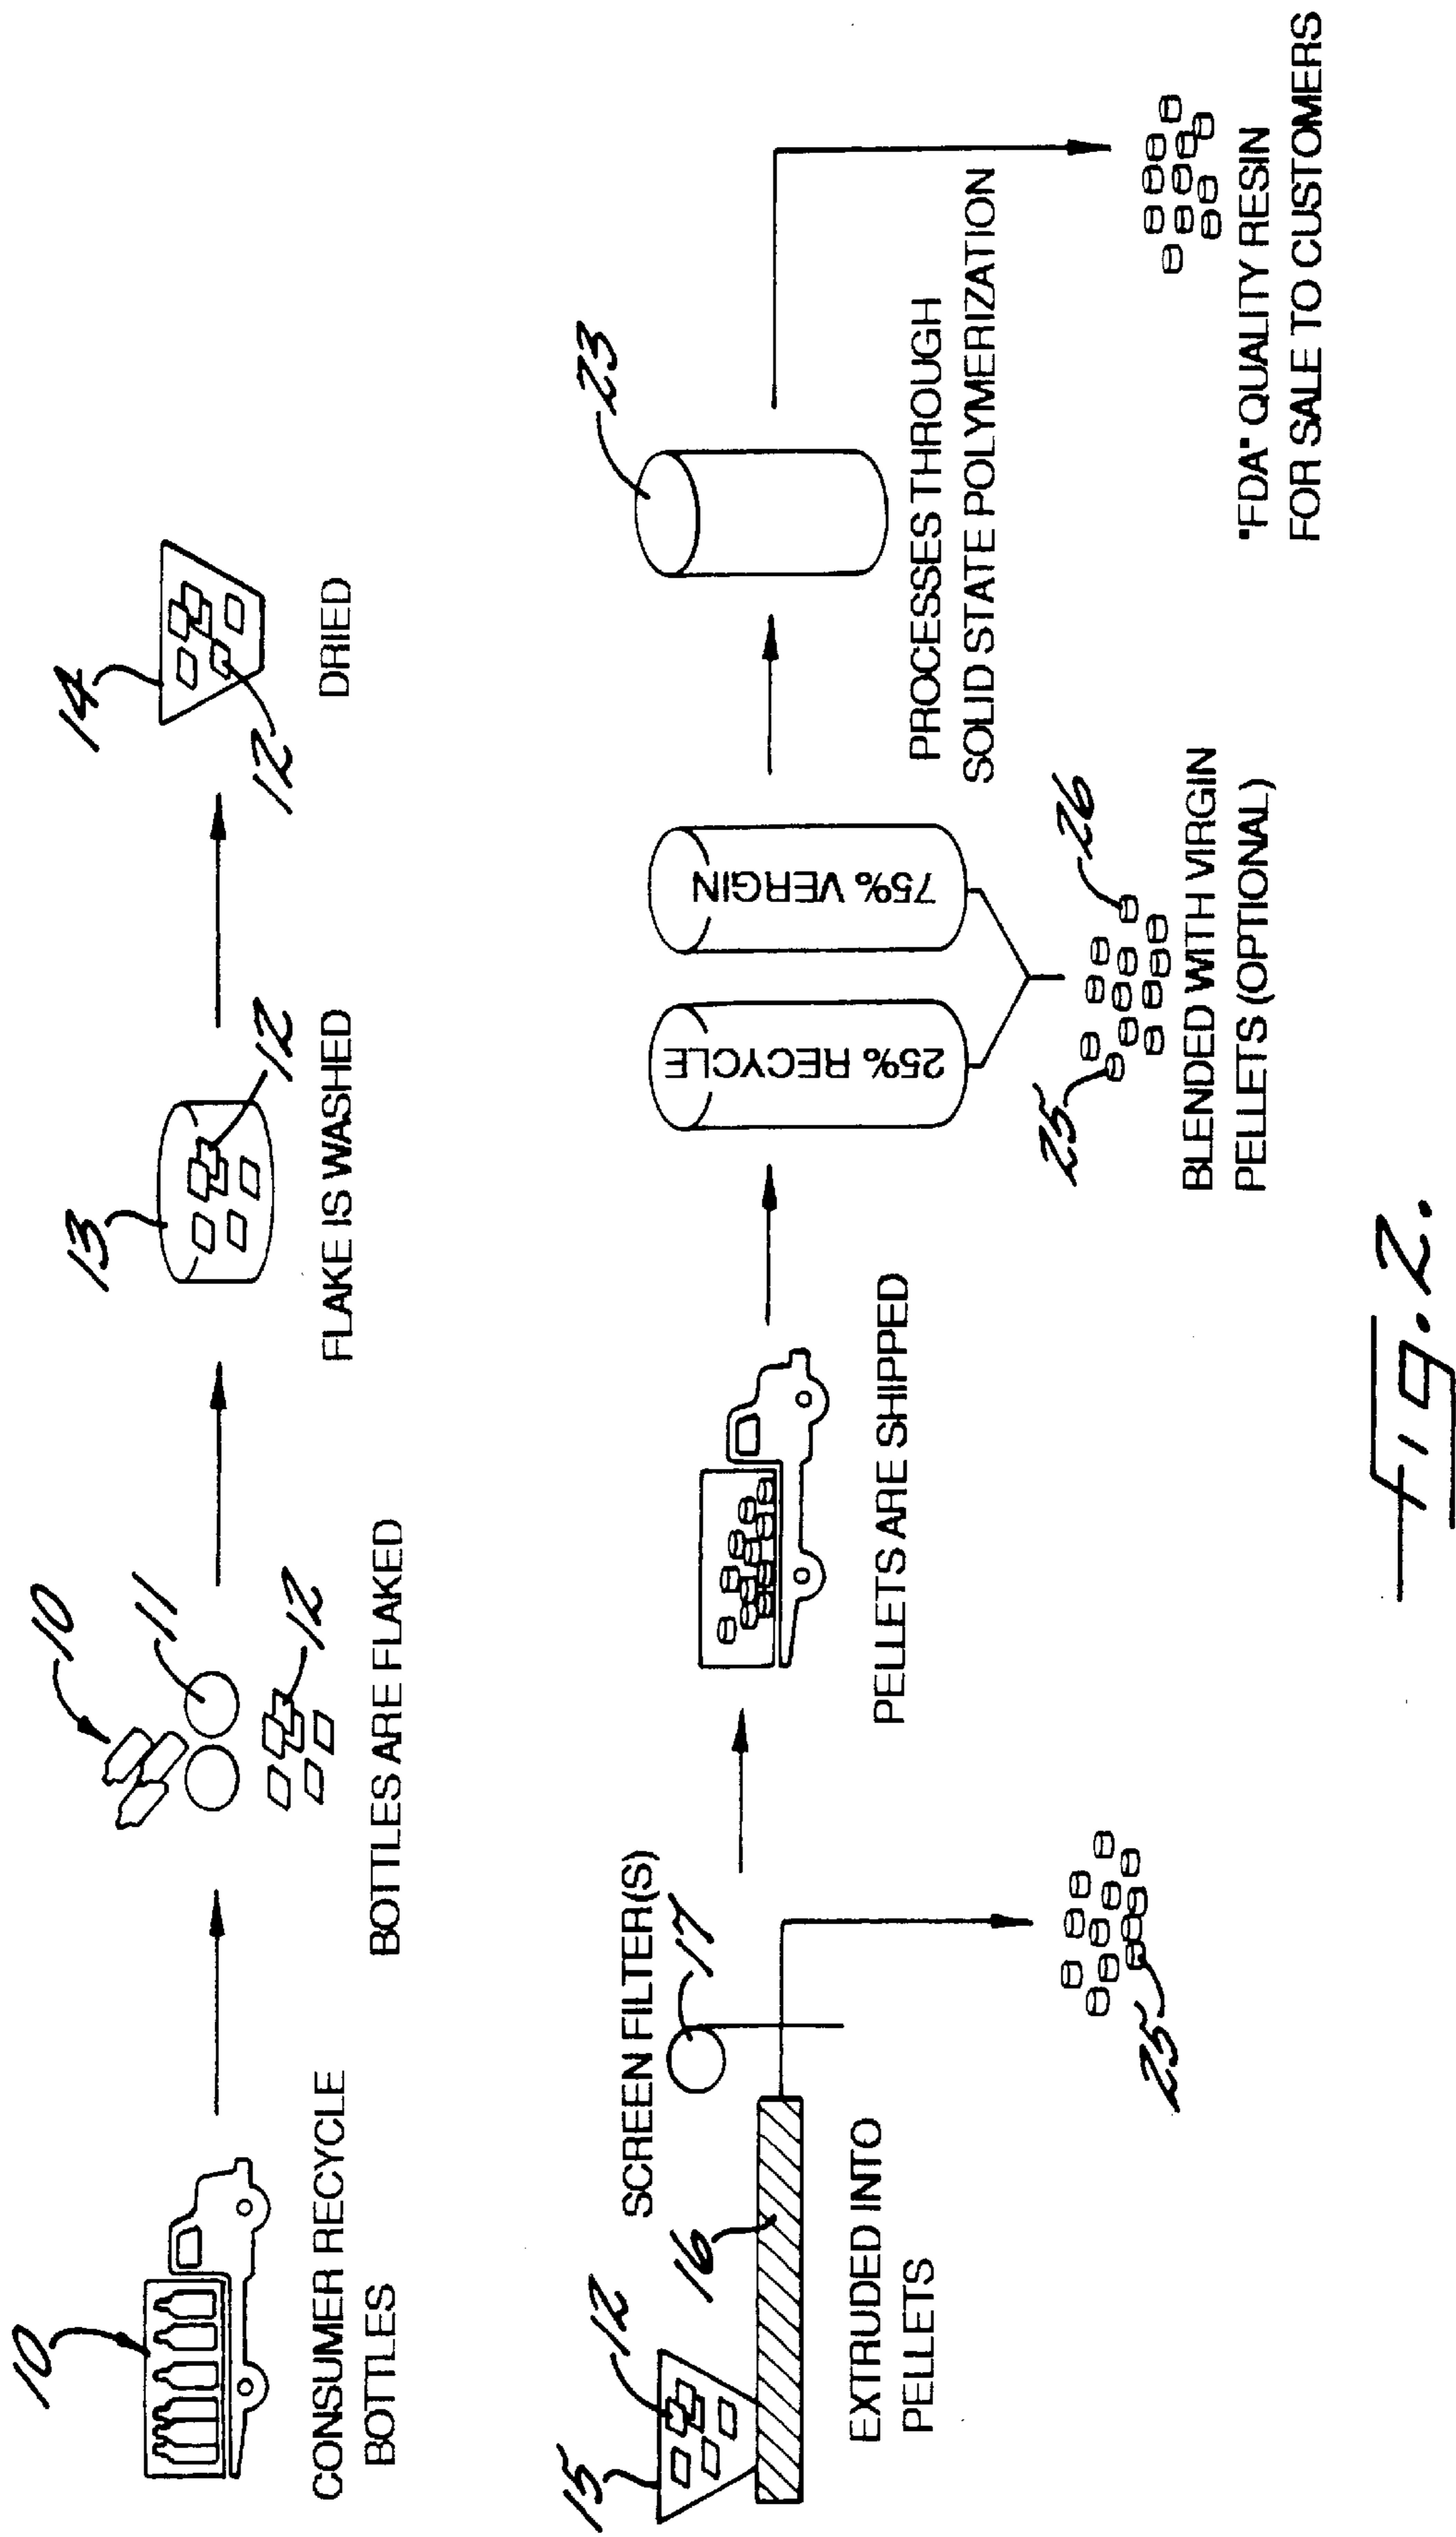 10
CONSUMER RECYCLE
BOTTLES
10
11
12
BOTTLES ARE FLAKED
13
12
FLAKE IS WASHED
14
12
DRIED
15
12
16
SCREEN FILTER(S)
17
EXTRUDED INTO
PELLETS
25
PELLETS ARE SHIPPED
25% RECYCLE
75% VERGIN
25
26
BLENDED WITH VIRGIN
PELLETS (OPTIONAL)
23
PROCESSES THROUGH
SOLID STATE POLYMERIZATION
"FDA" QUALITY RESIN
FOR SALE TO CUSTOMERS
Fig. 2.